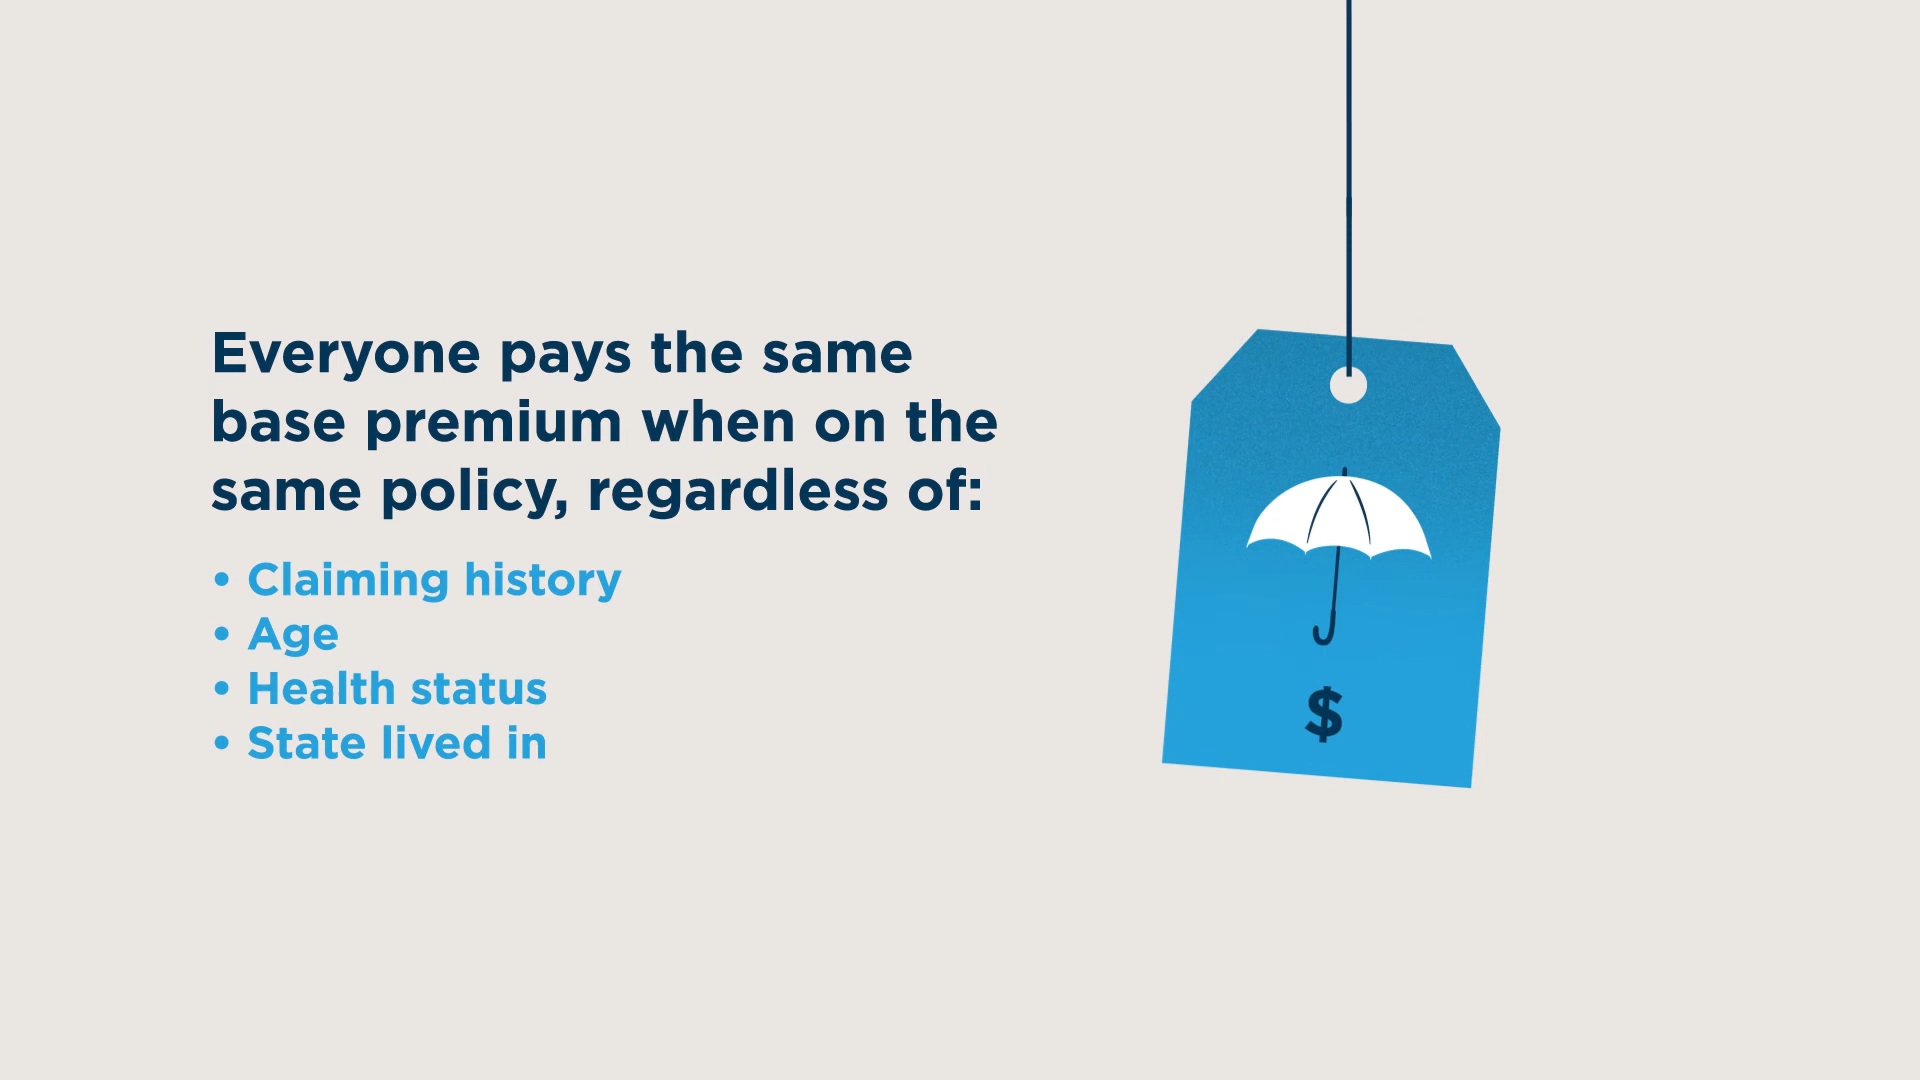 Everyone pays the same
base premium when on the
same policy, regardless of:
• Claiming history
• Age
• Health status
• State lived in
$